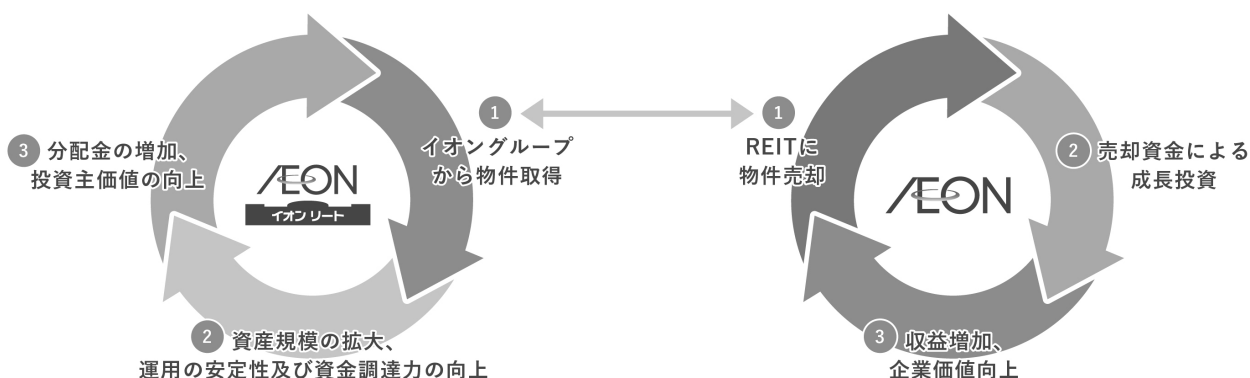 3 分配金の増加、
投資主価値の向上
ÆON
イオン リート
1
イオングループ
から物件取得
2 資産規模の拡大、
運用の安定性及び資金調達力の向上
1
REITに
物件売却
ÆON
2 売却資金による
成長投資
3 収益増加、
企業価値向上